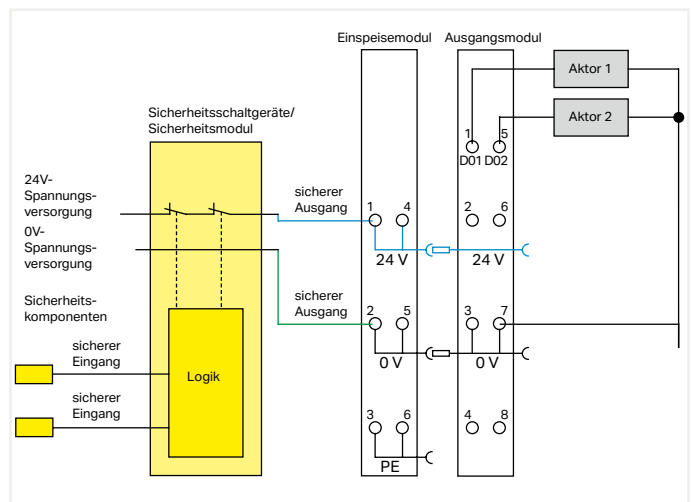 Einspeisemodul
Ausgangsmodul
Aktor 1
Aktor 2
Sicherheitsschaltgeräte/
Sicherheitsmodul
1
5
D01
D02
24V-
Spannungs-
versorgung
sicherer
Ausgang
1
4
2
6
24 V
24 V
0V-
Spannungs-
versorgung
Sicherheits-
komponenten
sicherer
Ausgang
2
5
3
7
0 V
0 V
sicherer
Eingang
Logik
sicherer
Eingang
3
6
4
8
PE